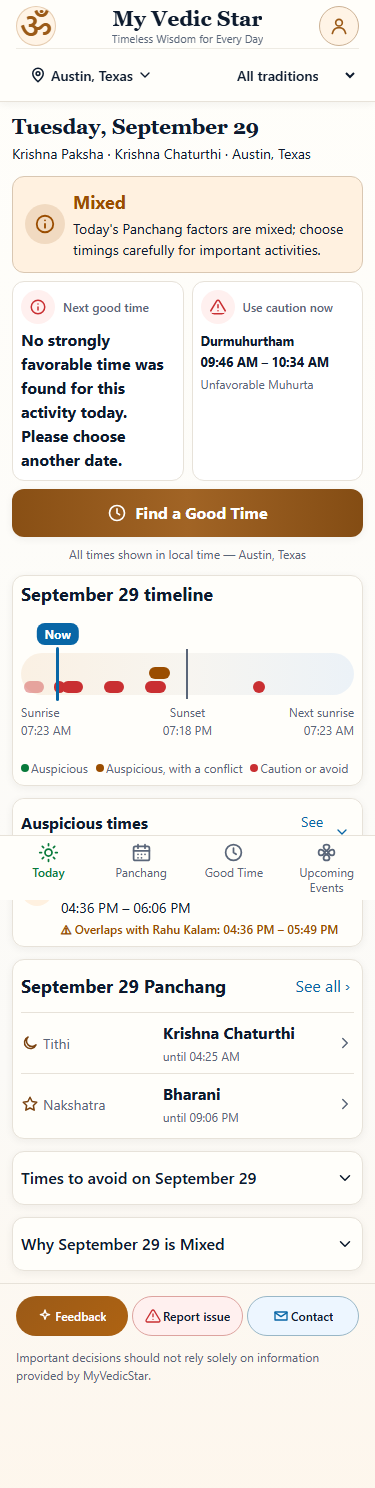 ॐ
My Vedic Star
Timeless Wisdom for Every Day
Austin, Texas
All traditions
Tuesday, September 29
Krishna Paksha · Krishna Chaturthi · Austin, Texas
Mixed
Today's Panchang factors are mixed; choose
timings carefully for important activities.
Next good time
No strongly
favorable time was
found for this
activity today.
Please choose
another date.
Use caution now
Durmuhurtham
09:46 AM – 10:34 AM
Unfavorable Muhurta
Find a Good Time
All times shown in local time — Austin, Texas
September 29 timeline
Now
Sunrise
07:23 AM
Sunset
07:18 PM
Next sunrise
07:23 AM
Auspicious
Auspicious, with a conflict
Caution or avoid
Auspicious times
See
Today
Panchang
Good Time
Upcoming
Events
04:36 PM – 06:06 PM
⚠ Overlaps with Rahu Kalam: 04:36 PM – 05:49 PM
September 29 Panchang
See all ›
Tithi
Krishna Chaturthi
until 04:25 AM
Nakshatra
Bharani
until 09:06 PM
Times to avoid on September 29
Why September 29 is Mixed
Feedback
Report issue
Contact
Important decisions should not rely solely on information
provided by MyVedicStar.